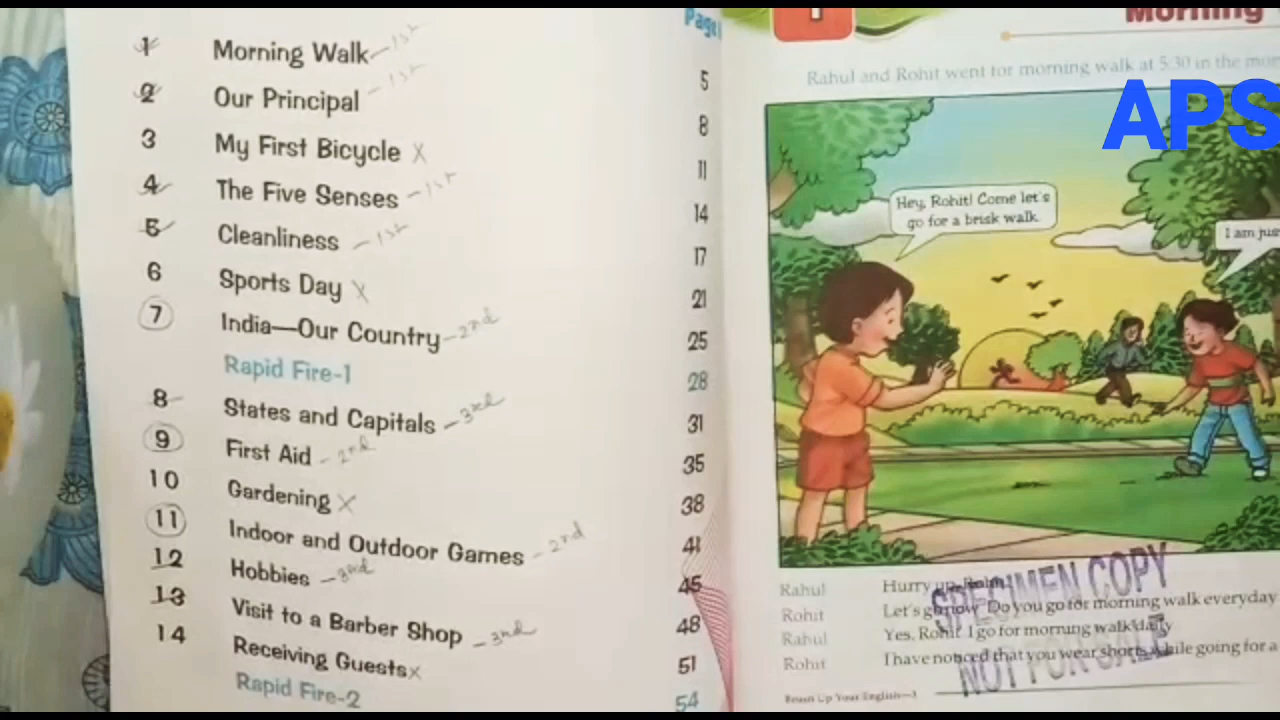 Page
1 Morning Walk - 1st 5
2 Our Principal - 1st 8
3 My First Bicycle X 11
4 The Five Senses - 1st 14
5 Cleanliness - 1st 17
6 Sports Day X 21
7 India—Our Country - 2nd 25
Rapid Fire-1 28
8 States and Capitals - 3rd 31
9 First Aid - 2nd 35
10 Gardening X 38
11 Indoor and Outdoor Games - 2nd 41
12 Hobbies - 3rd 45
13 Visit to a Barber Shop - 3rd 48
14 Receiving Guests X 51
Rapid Fire-2 54
1
Morning
Rahul and Rohit went for morning walk at 5.30 in the mor
APS
Hey, Rohit! Come let's
go for a brisk walk.
I am jus
Rahul Hurry up, Rohit!
Rohit Let's go now. Do you go for morning walk everyday
Rahul Yes, Rohit. I go for morning walk daily
Rohit I have noticed that you wear shorts while going for a
SPECIMEN COPY
NOT FOR SALE
Brush Up Your English—3